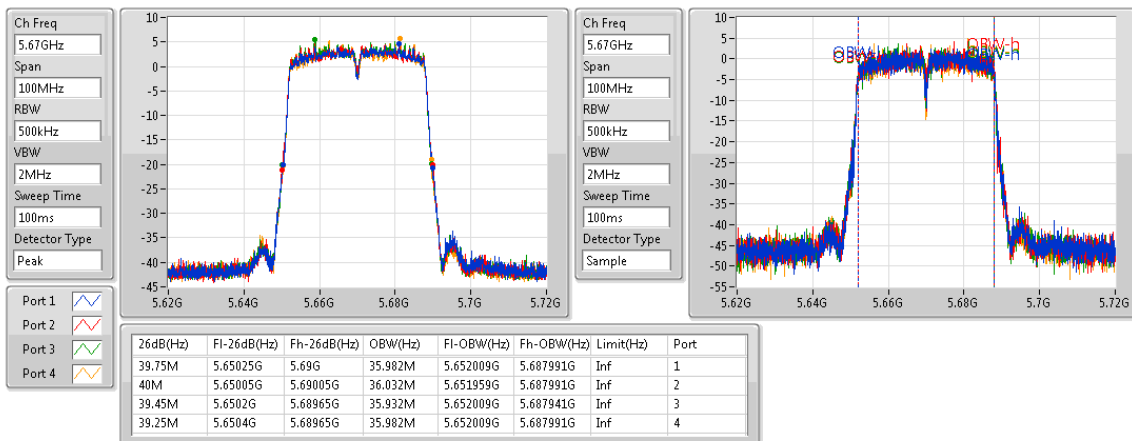 Ch Freq
5.67GHz
Span
100MHz
RBW
500kHz
VBW
2MHz
Sweep Time
100ms
Detector Type
Peak
10
5
0
-5
-10
-15
-20
-25
-30
-35
-40
-45
5.62G 5.64G 5.66G 5.68G 5.7G 5.72G
Ch Freq
5.67GHz
Span
100MHz
RBW
500kHz
VBW
2MHz
Sweep Time
100ms
Detector Type
Sample
10
5
0
-5
-10
-15
-20
-25
-30
-35
-40
-45
-50
-55
OBW-h
5.62G 5.64G 5.66G 5.68G 5.7G 5.72G
Port 1
Port 2
Port 3
Port 4
26dB(Hz) Fl-26dB(Hz) Fh-26dB(Hz) OBW(Hz) Fl-OBW(Hz) Fh-OBW(Hz) Limit(Hz) Port
39.75M 5.65025G 5.69G 35.982M 5.652009G 5.687991G Inf 1
40M 5.65005G 5.69005G 36.032M 5.651959G 5.687991G Inf 2
39.45M 5.6502G 5.68965G 35.932M 5.652009G 5.687941G Inf 3
39.25M 5.6504G 5.68965G 35.982M 5.652009G 5.687991G Inf 4